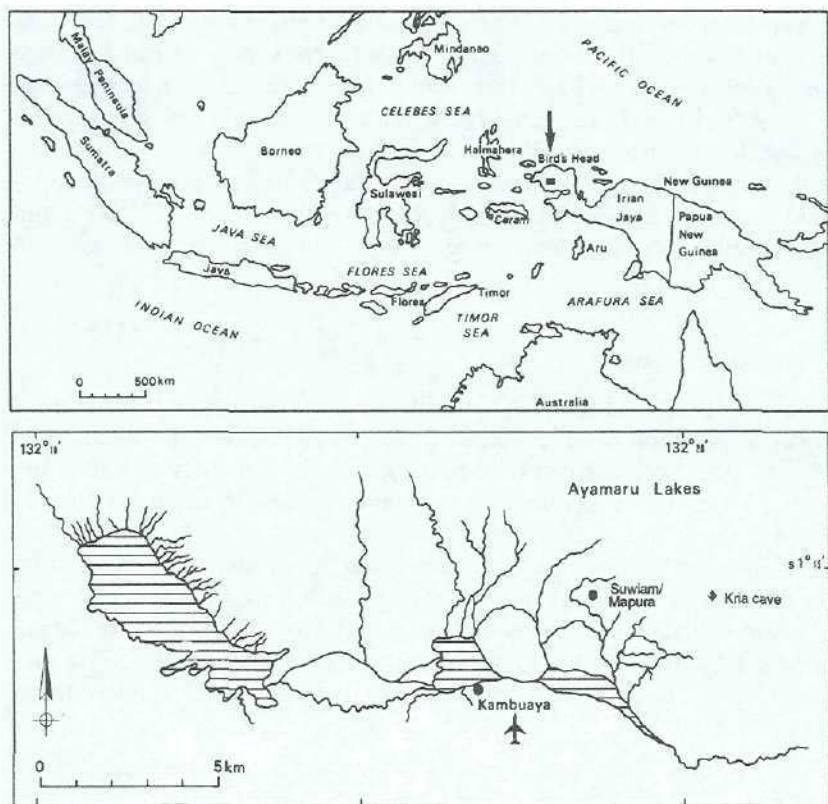 Malay Peninsula
Mindanao
PACIFIC OCEAN
CELEBES SEA
Sumatra
Borneo
Halmahera
Bird's Head
New Guinea
Sulawesi
Ceram
Irian
Jaya
Papua
New
Guinea
JAVA SEA
Aru
FLORES SEA
Java
Flores
Timor
ARAFURA SEA
INDIAN OCEAN
TIMOR
SEA
0 500km
Australia
Ayamaru Lakes
Suwiam/
Mapura
Kria cave
Kambuaya
0 5km